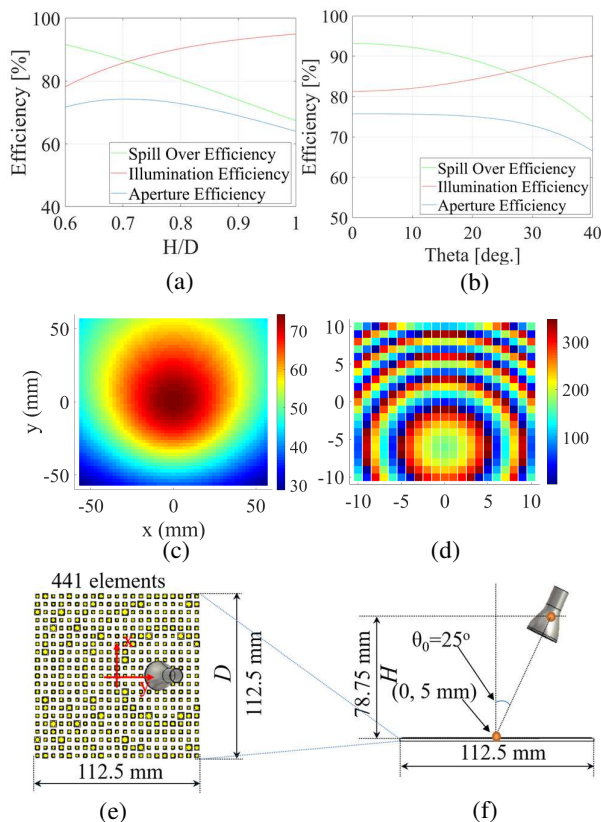 (a)
Efficiency [%]
100
80
60
40
0.6 0.7 0.8 0.9 1
H/D
Spill Over Efficiency
Illumination Efficiency
Aperture Efficiency
(b)
Efficiency [%]
100
90
80
70
60
50
0 10 20 30 40
Theta [deg.]
Spill Over Efficiency
Illumination Efficiency
Aperture Efficiency
(a)
(b)
y (mm)
50
0
-50
-50 0 50
x (mm)
70
60
50
40
30
10
5
0
-5
-10
-10 -5 0 5 10
300
200
100
(c)
(d)
441 elements
x
y
D
112.5 mm
112.5 mm
78.75 mm
H
θ₀=25°
(0, 5 mm)
112.5 mm
(e)
(f)